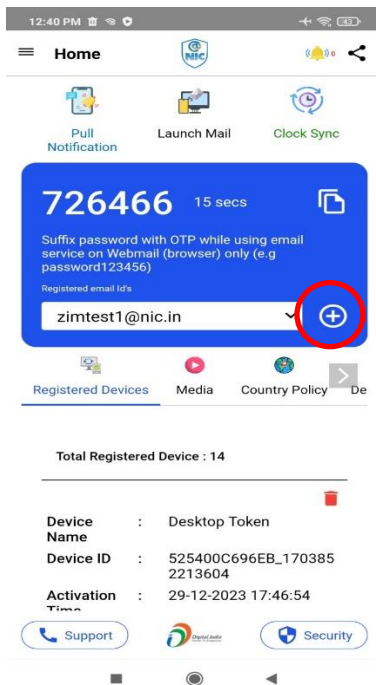 12:40 PM
Home
@
NIC
0
Pull
Notification
Launch Mail
Clock Sync
726466
15 secs
Suffix password with OTP while using email
service on Webmail (browser) only (e.g
password123456)
Registered email Id's
zimtest1@nic.in
Registered Devices
Media
Country Policy
De
Total Registered Device : 14
Device
Name
:
Desktop Token
Device ID
:
525400C696EB_170385
2213604
Activation
Time
:
29-12-2023 17:46:54
Support
Digital India
Security